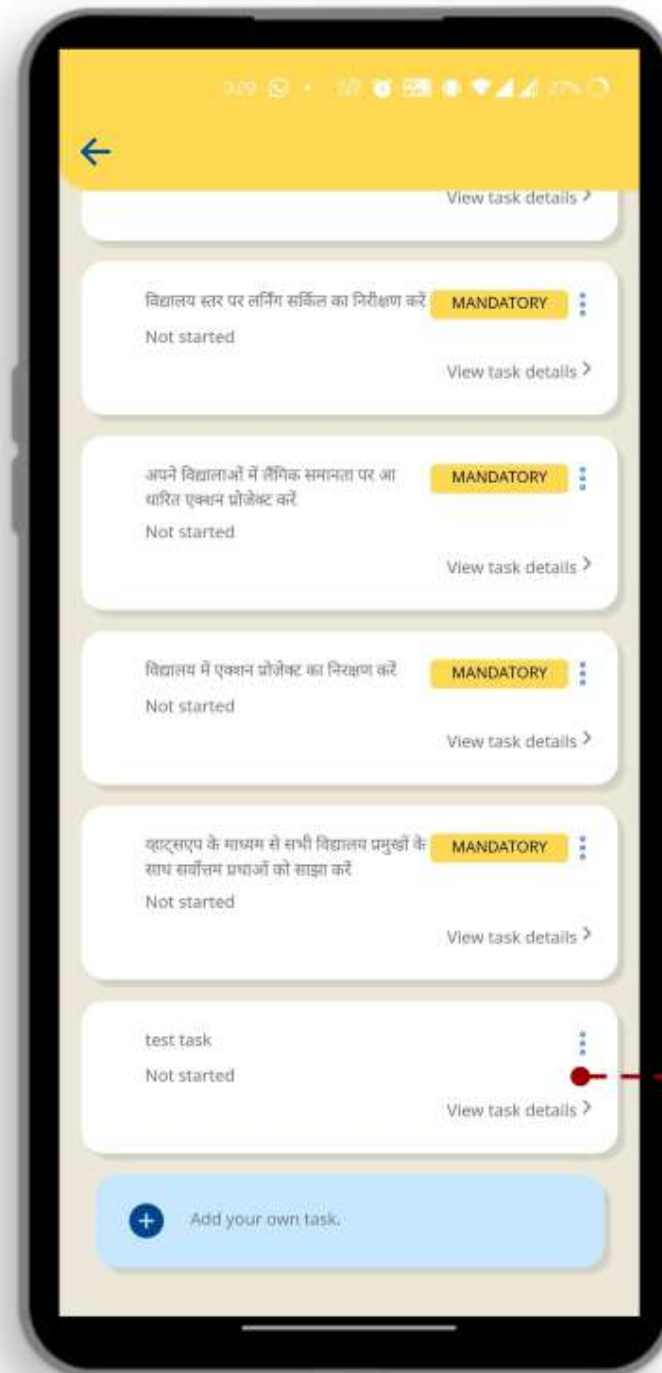 27%
View task details
विद्यालय स्तर पर लर्निंग सर्किल का निरीक्षण करें
MANDATORY
Not started
View task details
अपने विद्यालाओं में लैंगिक समानता पर आ
धारित एक्शन प्रोजेक्ट करें
MANDATORY
Not started
View task details
विद्यालय में एक्शन प्रोजेक्ट का निरक्षण करें
MANDATORY
Not started
View task details
व्हाट्सएप के माध्यम से सभी विद्यालय प्रमुखों के
साथ सर्वोत्तम प्रथाओं को साझा करें
MANDATORY
Not started
View task details
test task
Not started
View task details
Add your own task.